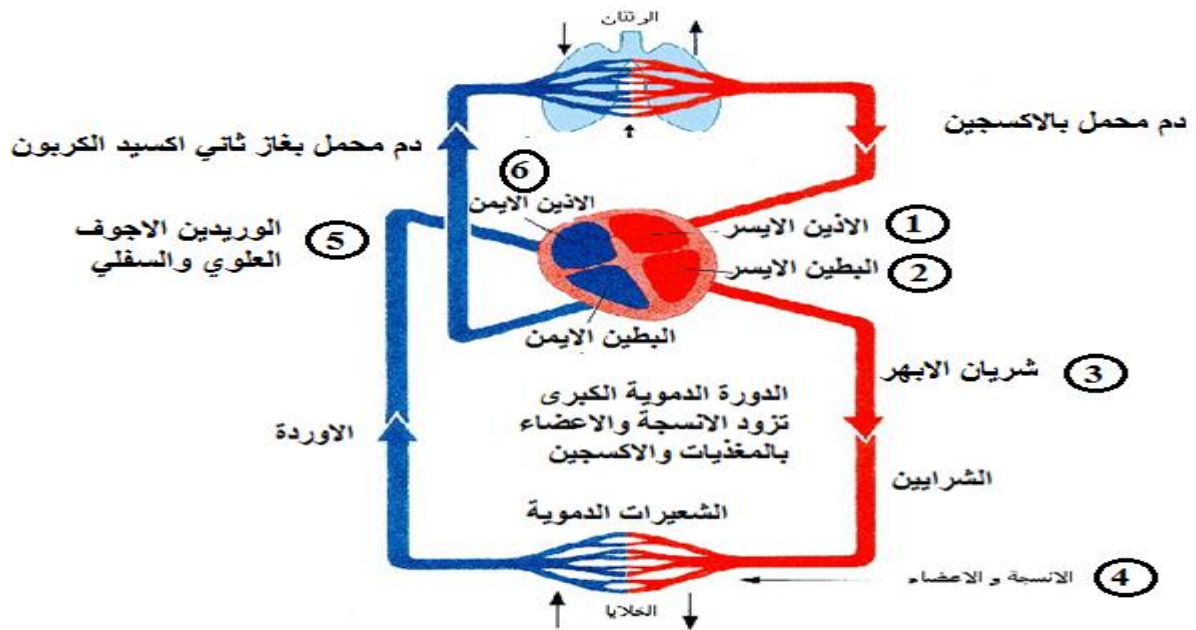 الرئتان
دم محمل بالاكسجين
دم محمل بغاز ثاني اكسيد الكربون
6
الاذين الايمن
1
الاذين الايسر
5
الوريدين الاجوف
العلوي والسفلي
2
البطين الايسر
البطين الايمن
3
شريان الابهر
الدورة الدموية الكبرى
تزود الانسجة والاعضاء
بالمغذيات والاكسجين
الاوردة
الشرايين
الشعيرات الدموية
4
الانسجة و الاعضاء
الخلايا